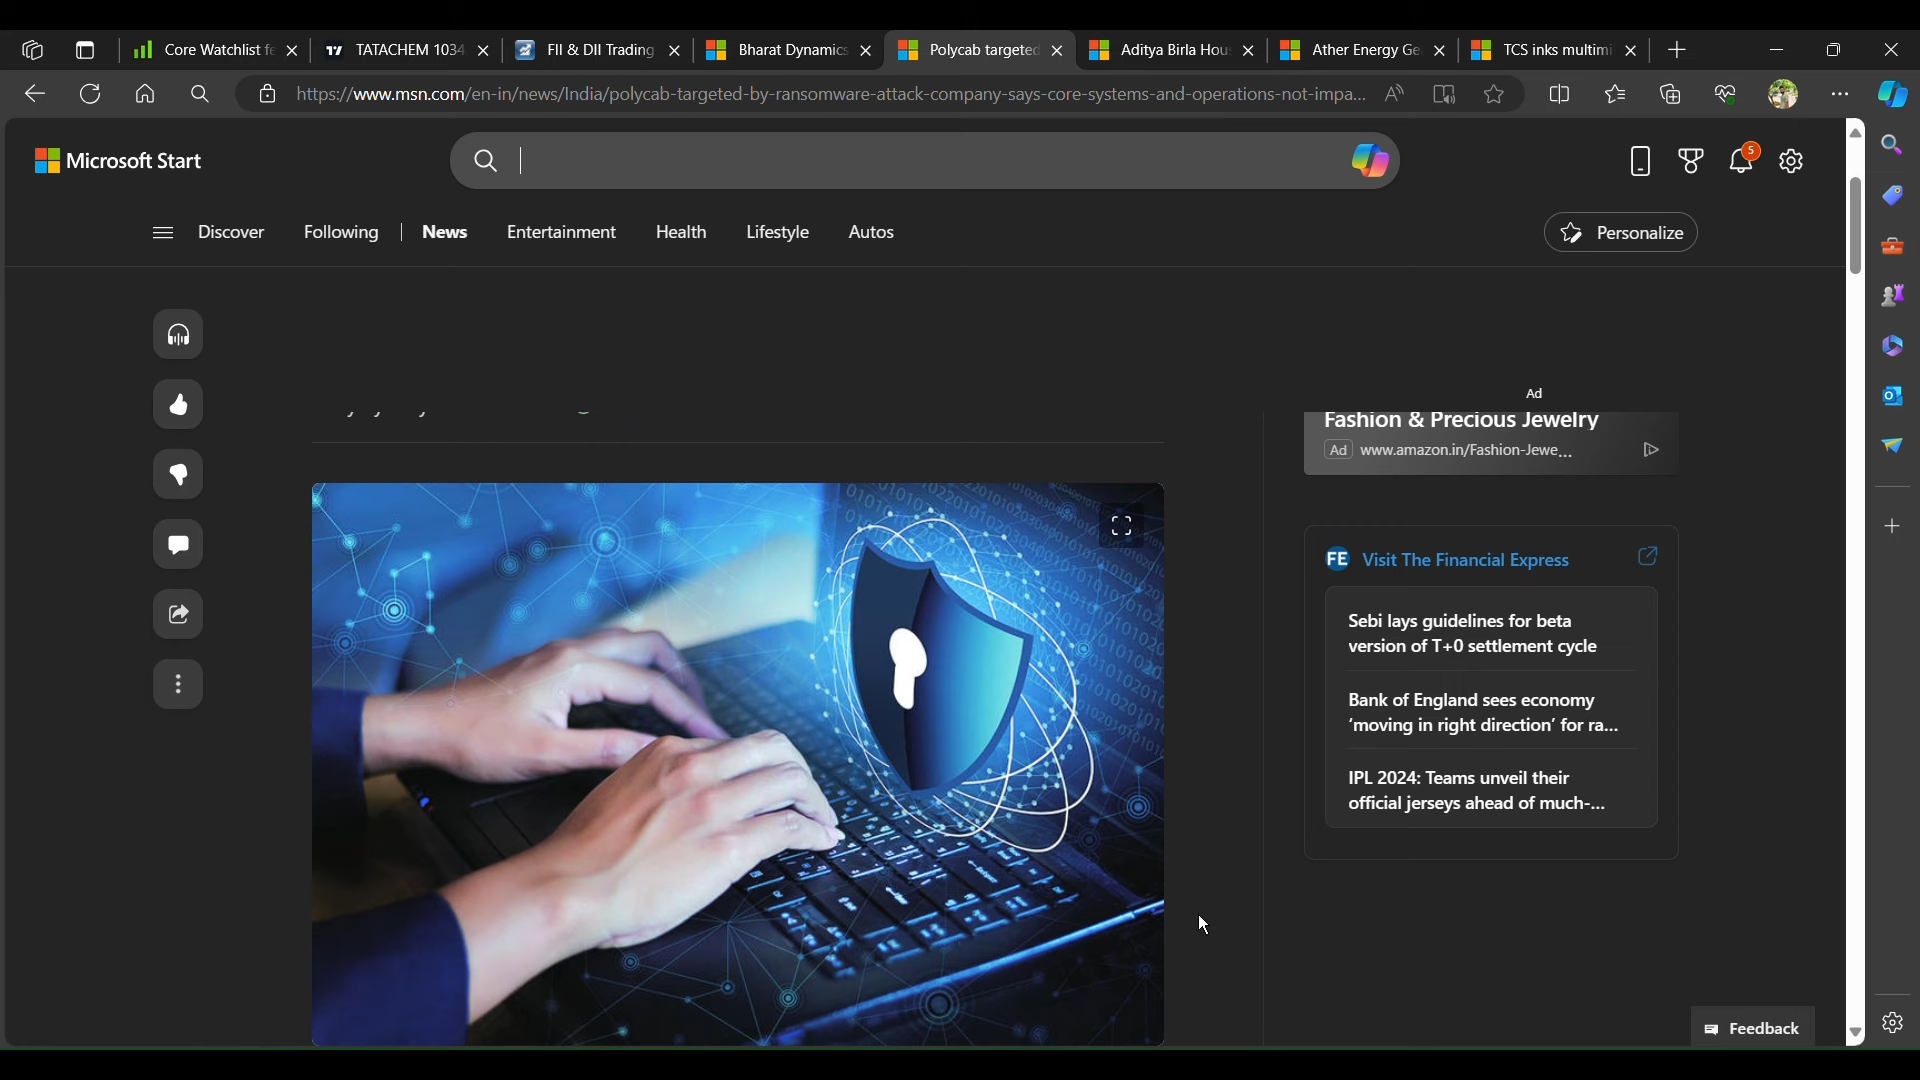 Core Watchlist fe
TATACHEM 1034
FII & DII Trading
Bharat Dynamics
Polycab targeted
Aditya Birla Hou
Ather Energy Ge
TCS inks multimi
https://www.msn.com/en-in/news/India/polycab-targeted-by-ransomware-attack-company-says-core-systems-and-operations-not-impa...
Microsoft Start
5
Discover
Following
News
Entertainment
Health
Lifestyle
Autos
Personalize
Ad
Fashion & Precious Jewelry
Ad www.amazon.in/Fashion-Jewe...
FE Visit The Financial Express
Sebi lays guidelines for beta
version of T+0 settlement cycle
Bank of England sees economy
‘moving in right direction’ for ra...
IPL 2024: Teams unveil their
official jerseys ahead of much-...
Feedback